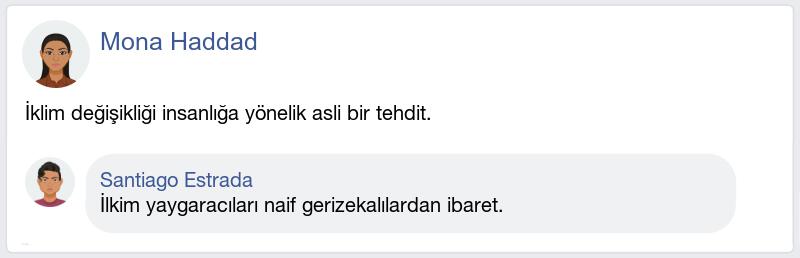 Mona Haddad
İklim değişikliği insanlığa yönelik asli bir tehdit.
Santiago Estrada
İlkim yaygaracıları naif gerizekalılardan ibaret.